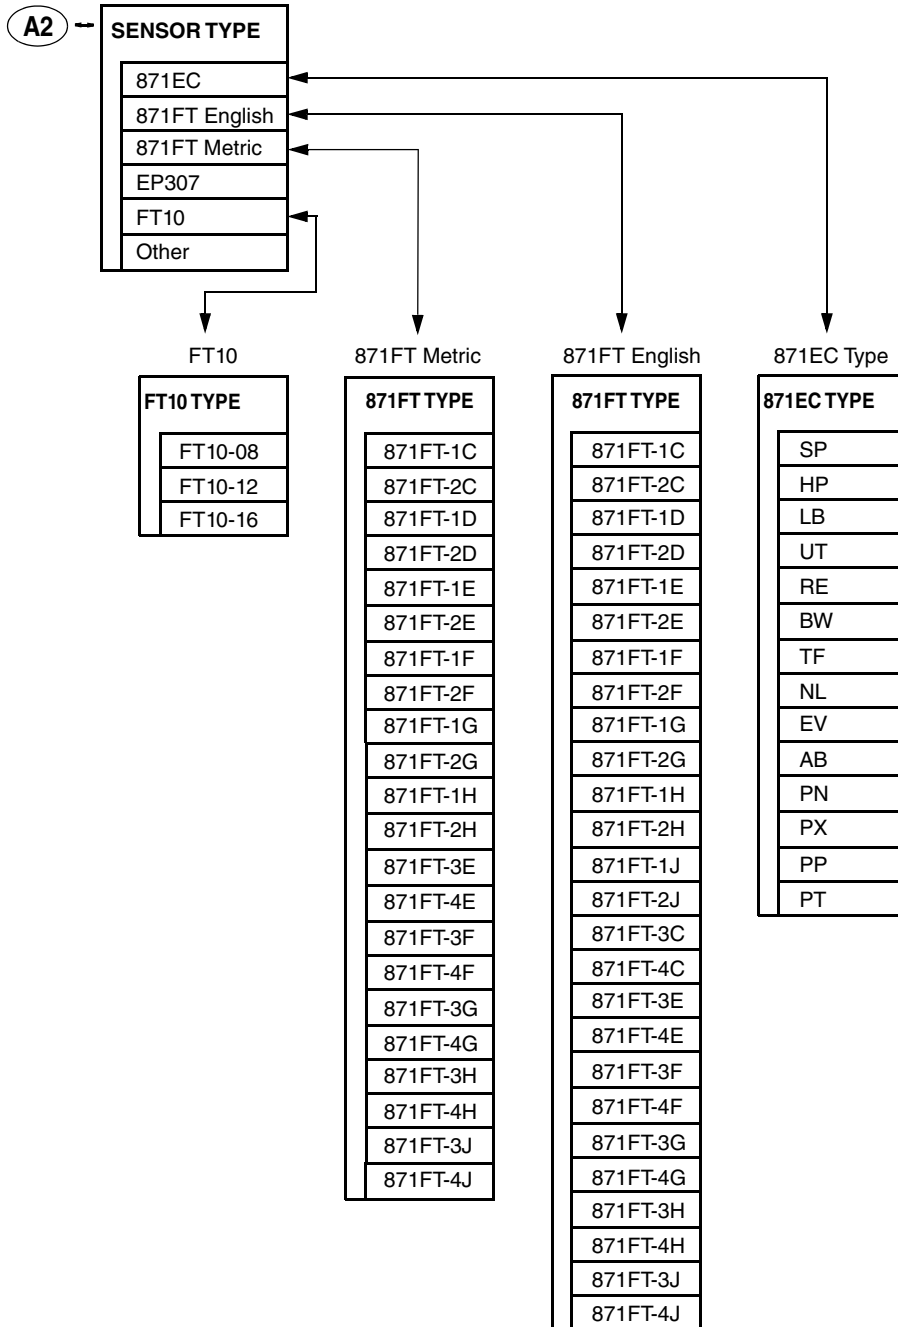 A2
SENSOR TYPE
871EC
871FT English
871FT Metric
EP307
FT10
Other
FT10
FT10 TYPE
FT10-08
FT10-12
FT10-16
871FT Metric
871FT TYPE
871FT-1C
871FT-2C
871FT-1D
871FT-2D
871FT-1E
871FT-2E
871FT-1F
871FT-2F
871FT-1G
871FT-2G
871FT-1H
871FT-2H
871FT-3E
871FT-4E
871FT-3F
871FT-4F
871FT-3G
871FT-4G
871FT-3H
871FT-4H
871FT-3J
871FT-4J
871FT English
871FT TYPE
871FT-1C
871FT-2C
871FT-1D
871FT-2D
871FT-1E
871FT-2E
871FT-1F
871FT-2F
871FT-1G
871FT-2G
871FT-1H
871FT-2H
871FT-1J
871FT-2J
871FT-3C
871FT-4C
871FT-3E
871FT-4E
871FT-3F
871FT-4F
871FT-3G
871FT-4G
871FT-3H
871FT-4H
871FT-3J
871FT-4J
871EC Type
871EC TYPE
SP
HP
LB
UT
RE
BW
TF
NL
EV
AB
PN
PX
PP
PT